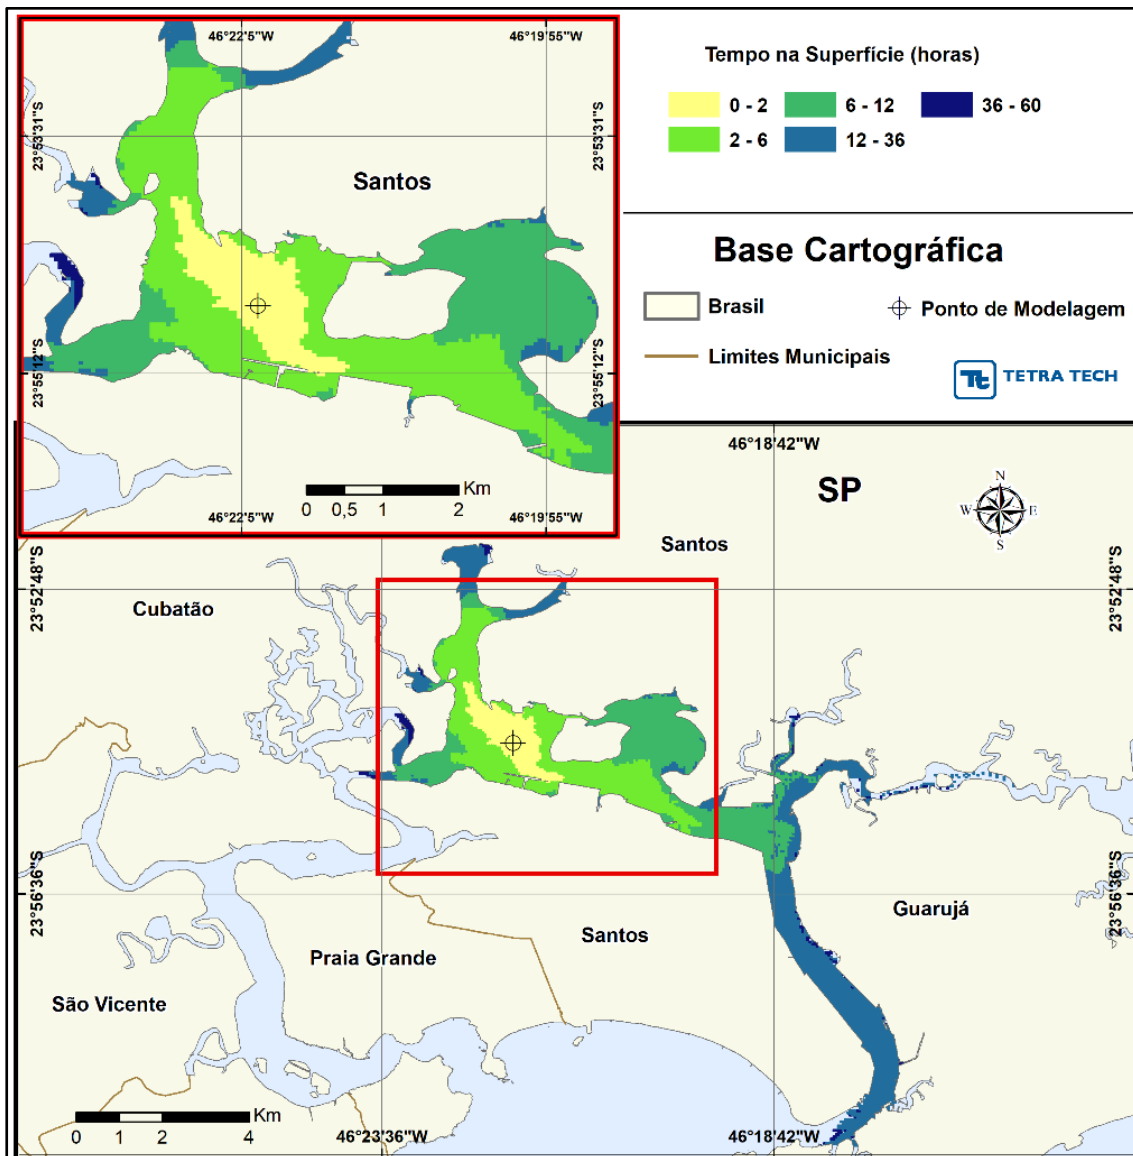 46°22'5"W
46°19'55"W
23°53'31"S
23°53'31"S
Santos
23°55'12"S
23°55'12"S
Km
0 0,5 1 2
46°22'5"W
46°19'55"W
Tempo na Superfície (horas)
0 - 2
6 - 12
36 - 60
2 - 6
12 - 36
Base Cartográfica
Brasil
Ponto de Modelagem
Limites Municipais
Tt TETRA TECH
46°18'42"W
SP
N
W E
S
Santos
23°52'48"S
23°52'48"S
Cubatão
23°56'36"S
23°56'36"S
Guarujá
Santos
Praia Grande
São Vicente
Km
0 1 2 4
46°23'36"W
46°18'42"W